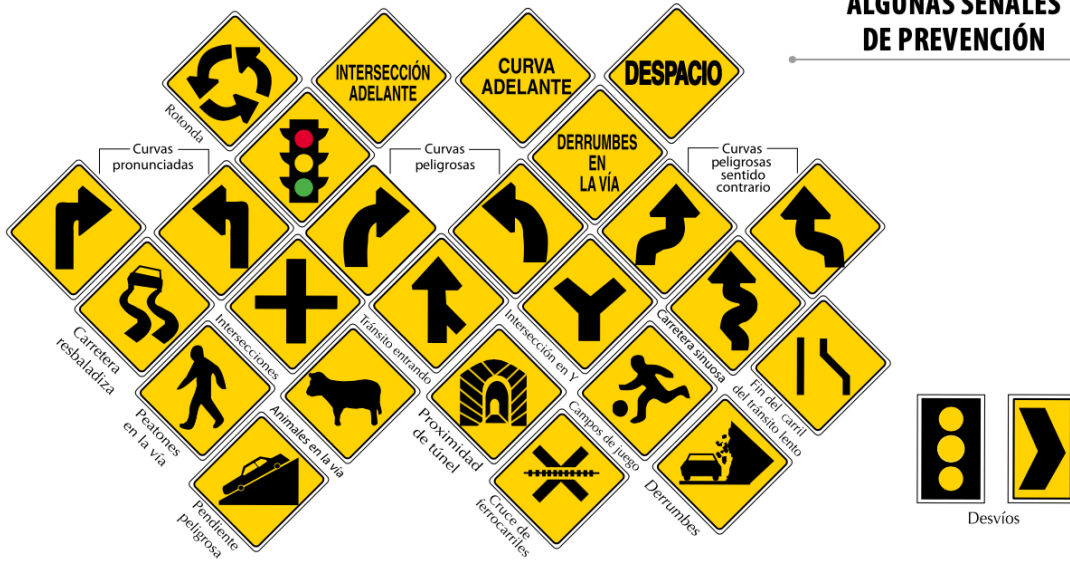 ALGUNAS SEÑALES
DE PREVENCIÓN
Rotonda
INTERSECCIÓN
ADELANTE
CURVA
ADELANTE
DESPACIO
DERRUMBES
EN
LA VÍA
Curvas
pronunciadas
Curvas
peligrosas
Curvas
peligrosas
sentido
contrario
Carretera
resbaladiza
Intersecciones
Tránsito entrando
Intersección en Y
Carretera sinuosa
Fin del carril
del tránsito lento
Peatones
en la vía
Animales en la vía
Proximidad
de túnel
Campos de juego
Derrumbes
Pendiente
peligrosa
Cruce de
ferrocarriles
Desvíos